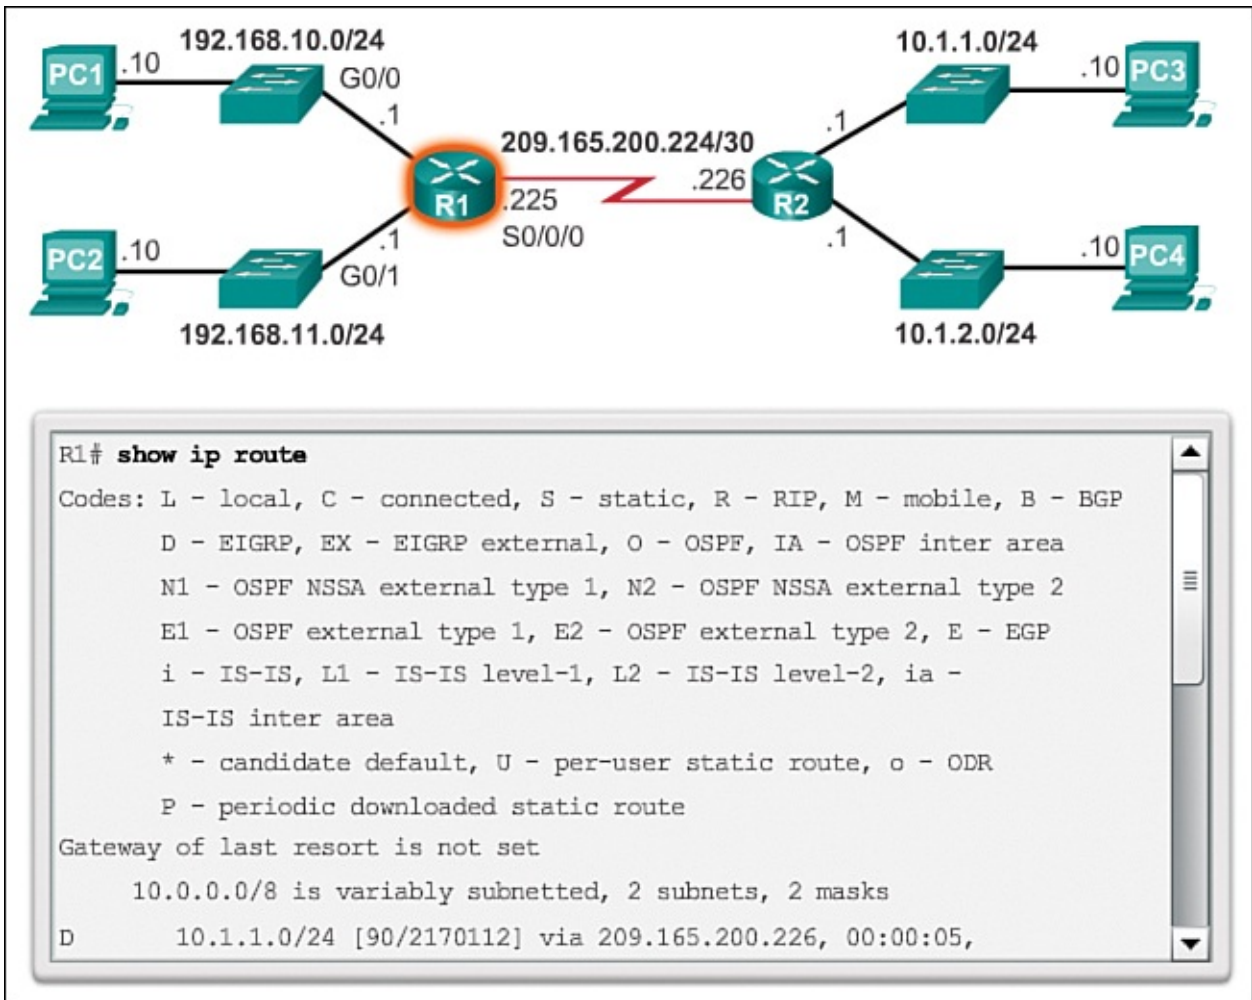 192.168.10.0/24
10.1.1.0/24
PC1
.10
G0/0
.10
PC3
.1
.1
209.165.200.224/30
.226
R1
.225
R2
S0/0/0
PC2
.10
.1
.1
.10
PC4
G0/1
192.168.11.0/24
10.1.2.0/24
R1# show ip route
Codes: L - local, C - connected, S - static, R - RIP, M - mobile, B - BGP
D - EIGRP, EX - EIGRP external, O - OSPF, IA - OSPF inter area
N1 - OSPF NSSA external type 1, N2 - OSPF NSSA external type 2
E1 - OSPF external type 1, E2 - OSPF external type 2, E - EGP
i - IS-IS, L1 - IS-IS level-1, L2 - IS-IS level-2, ia -
IS-IS inter area
* - candidate default, U - per-user static route, o - ODR
P - periodic downloaded static route
Gateway of last resort is not set
10.0.0.0/8 is variably subnetted, 2 subnets, 2 masks
D 10.1.1.0/24 [90/2170112] via 209.165.200.226, 00:00:05,